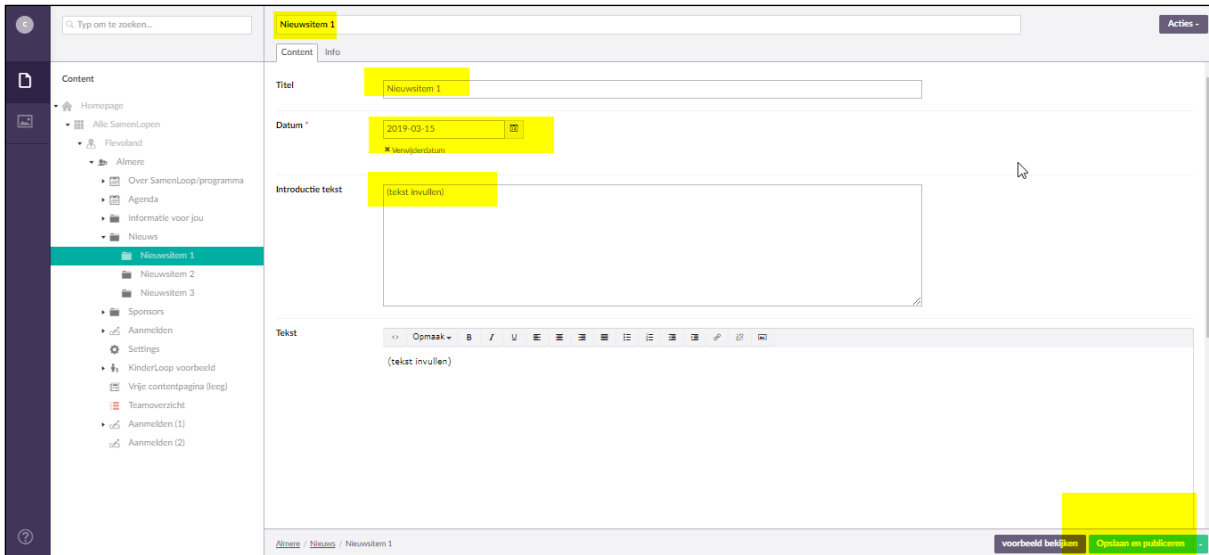 C
Typ om te zoeken...
Nieuwsitem 1
Acties
Content Info
Content
Homepage
Alle SamenLopen
Flevoland
Almere
Over SamenLoop/programma
Agenda
Informatie voor jou
Nieuws
Nieuwsitem 1
Nieuwsitem 2
Nieuwsitem 3
Sponsors
Aanmelden
Settings
KinderLoop voorbeeld
Vrije contentpagina (leeg)
Teamoverzicht
Aanmelden (1)
Aanmelden (2)
Titel
Nieuwsitem 1
Datum *
2019-03-15
Verwijderdatum
Introductie tekst
(tekst invullen)
Tekst
Opmaak B I U
(tekst invullen)
Almere / Nieuws / Nieuwsitem 1
voorbeeld bekijken Opslaan en publiceren